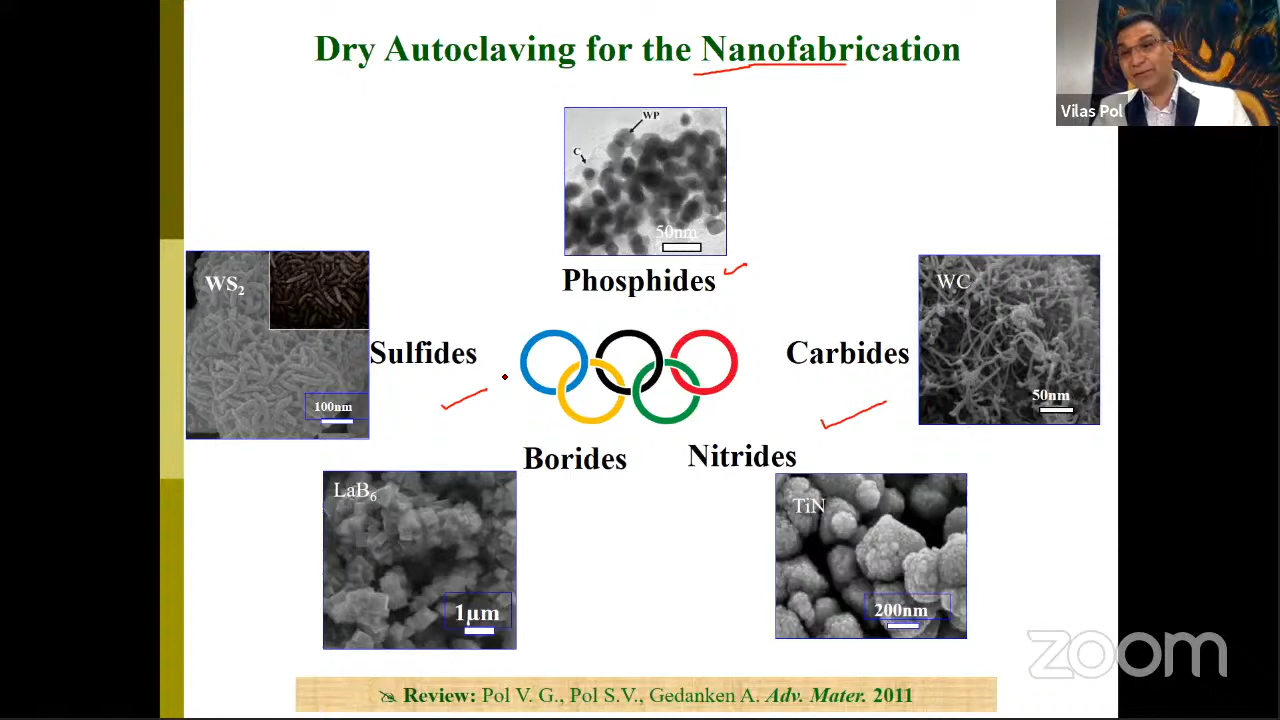 Dry Autoclaving for the Nanofabrication
Vilas Pol
WP
C
50nm
Phosphides
WS₂
100nm
Sulfides
Carbides
WC
50nm
Borides
Nitrides
LaB₆
1µm
TiN
200nm
zoom
Review: Pol V. G., Pol S.V., Gedanken A. Adv. Mater. 2011